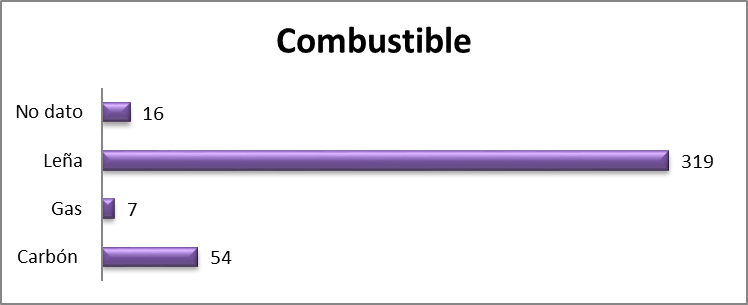 Combustible
No dato 16
Leña 319
Gas 7
Carbón 54